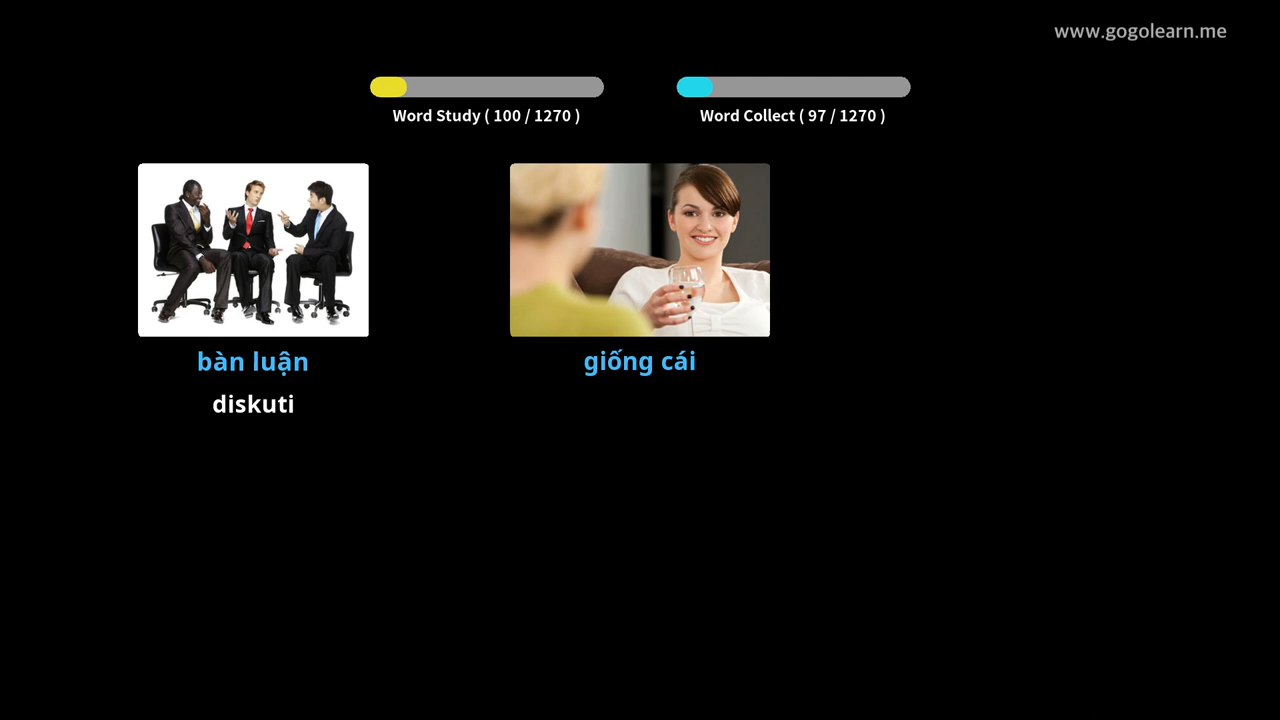 www.gogolearn.me
Word Study ( 100 / 1270 )
Word Collect ( 97 / 1270 )
bàn luận
giống cái
diskuti